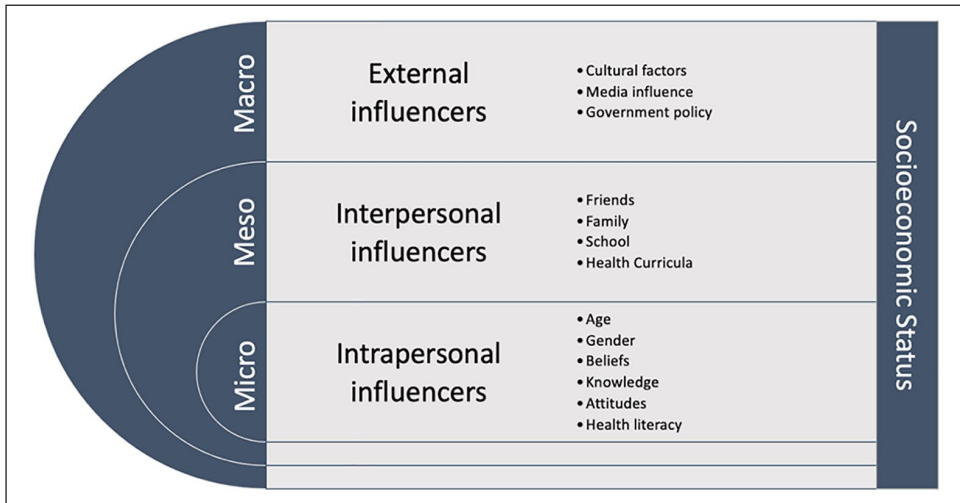 Macro
External
influencers
• Cultural factors
• Media influence
• Government policy
Meso
Interpersonal
influencers
• Friends
• Family
• School
• Health Curricula
Micro
Intrapersonal
influencers
• Age
• Gender
• Beliefs
• Knowledge
• Attitudes
• Health literacy
Socioeconomic Status